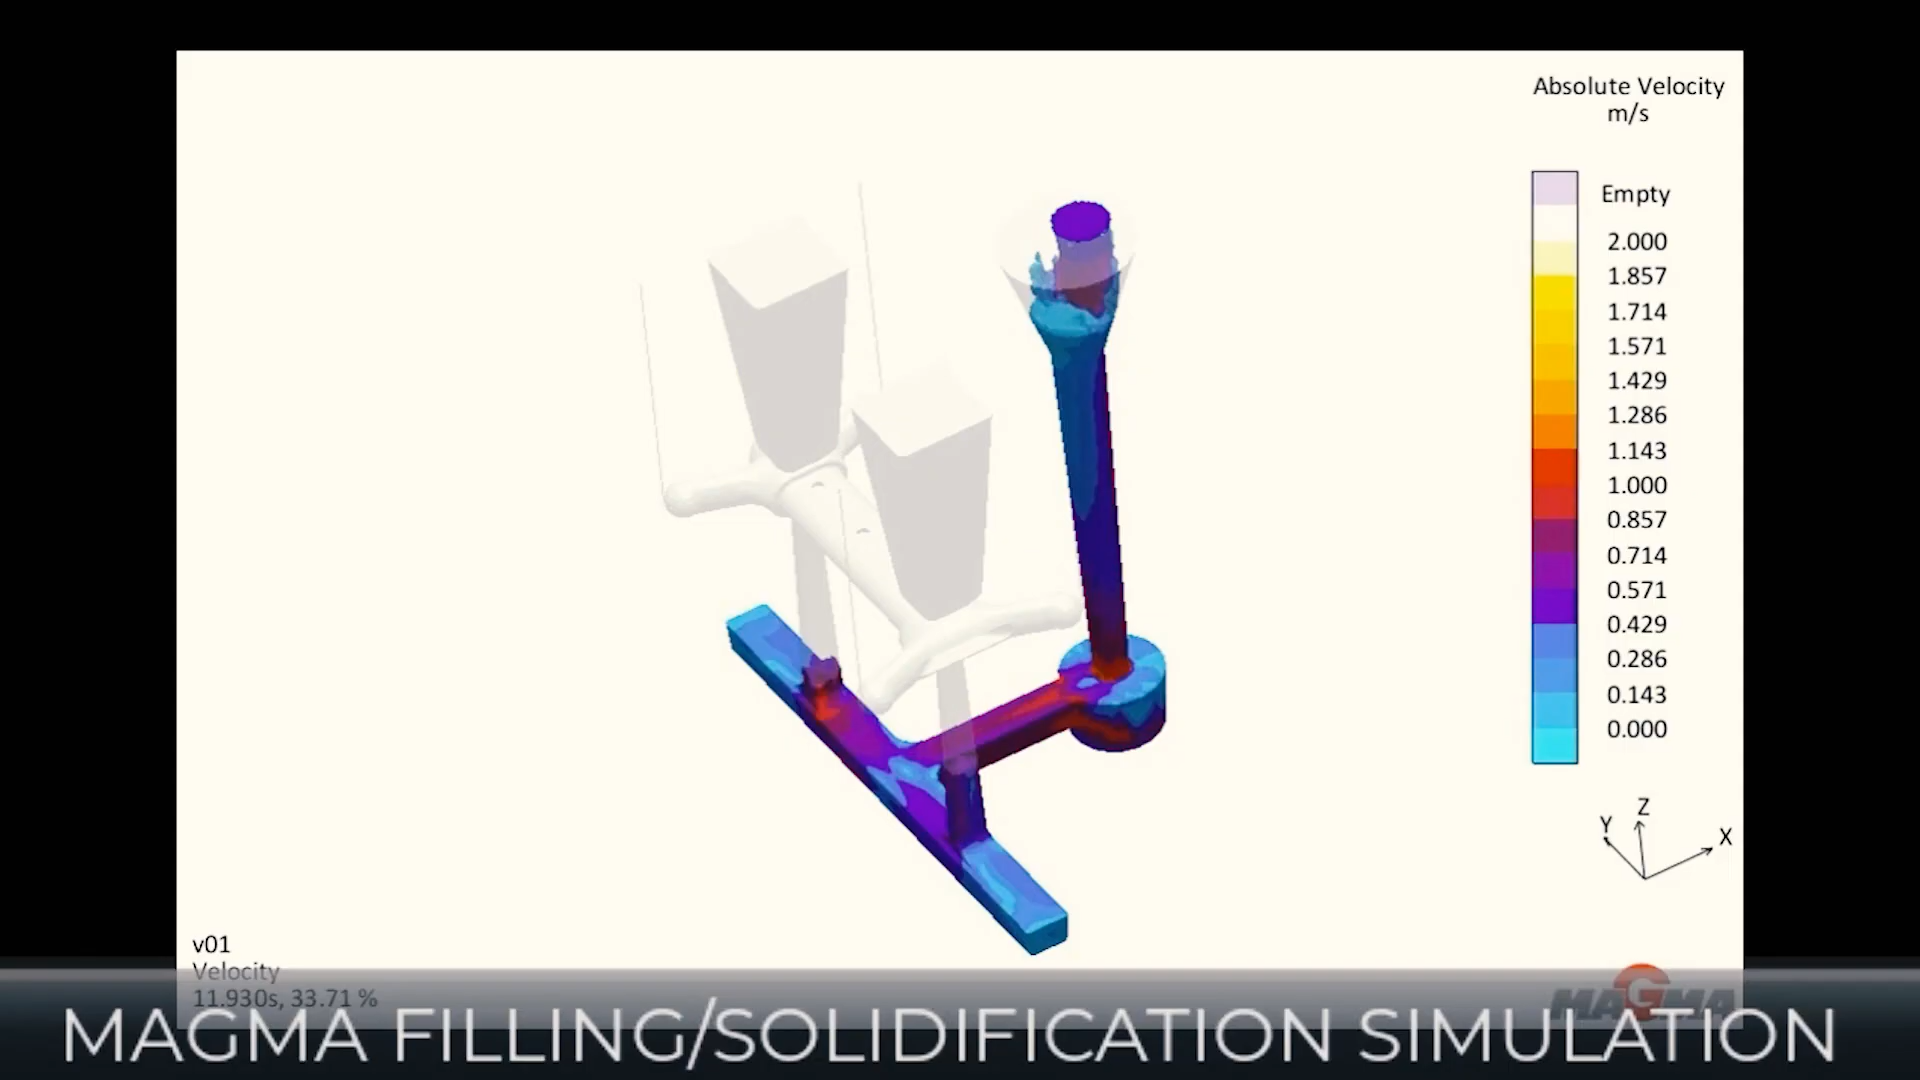 Absolute Velocity
m/s
Empty
2.000
1.857
1.714
1.571
1.429
1.286
1.143
1.000
0.857
0.714
0.571
0.429
0.286
0.143
0.000
Z
Y
X
v01
Velocity
11.930s, 33.71 %
MAGMA
MAGMA FILLING/SOLIDIFICATION SIMULATION